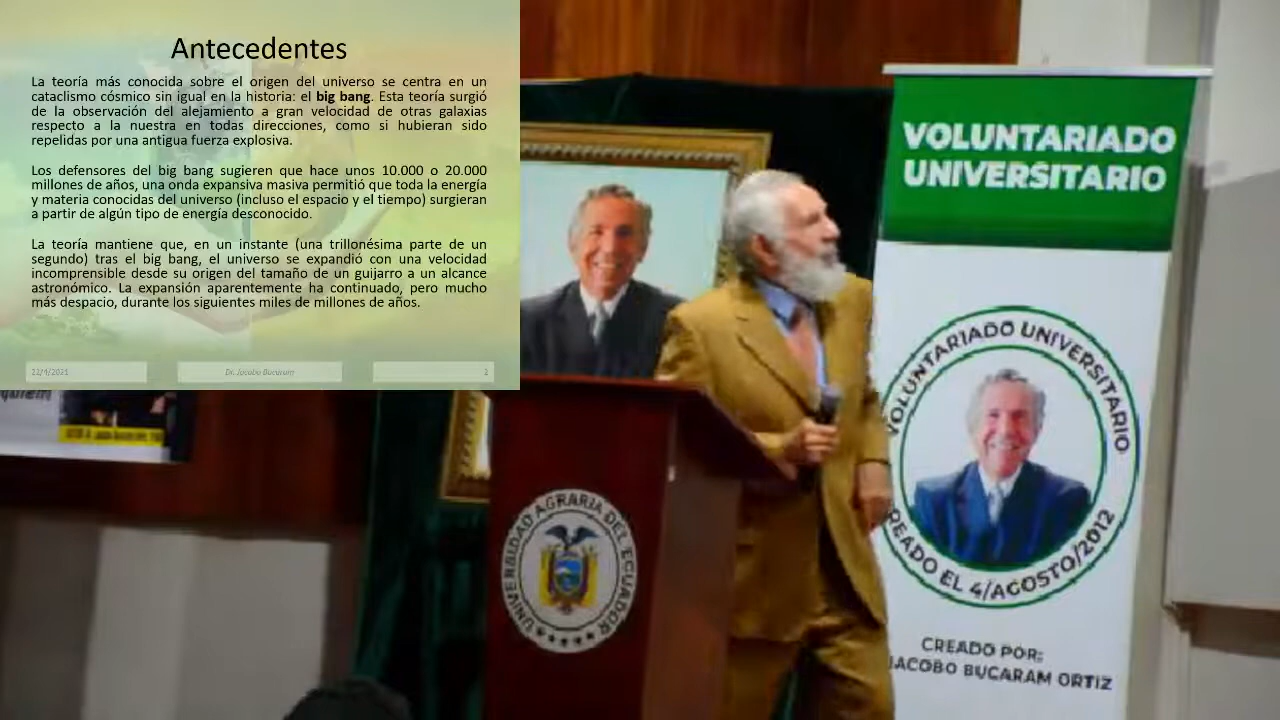 Antecedentes
La teoría más conocida sobre el origen del universo se centra en un
cataclismo cósmico sin igual en la historia: el big bang. Esta teoría surgió
de la observación del alejamiento a gran velocidad de otras galaxias
respecto a la nuestra en todas direcciones, como si hubieran sido
repelidas por una antigua fuerza explosiva.
Los defensores del big bang sugieren que hace unos 10.000 o 20.000
millones de años, una onda expansiva masiva permitió que toda la energía
y materia conocidas del universo (incluso el espacio y el tiempo) surgieran
a partir de algún tipo de energía desconocido.
La teoría mantiene que, en un instante (una trillonésima parte de un
segundo) tras el big bang, el universo se expandió con una velocidad
incomprensible desde su origen del tamaño de un guijarro a un alcance
astronómico. La expansión aparentemente ha continuado, pero mucho
más despacio, durante los siguientes miles de millones de años.
22/4/2021
Dr. Jacobo Bucaram
2
VOLUNTARIADO
UNIVERSITARIO
VOLUNTARIADO UNIVERSITARIO
READO EL 4/AGOSTO/2012
CREADO POR:
JACOBO BUCARAM ORTIZ
UNIVERSIDAD AGRARIA DEL ECUADOR